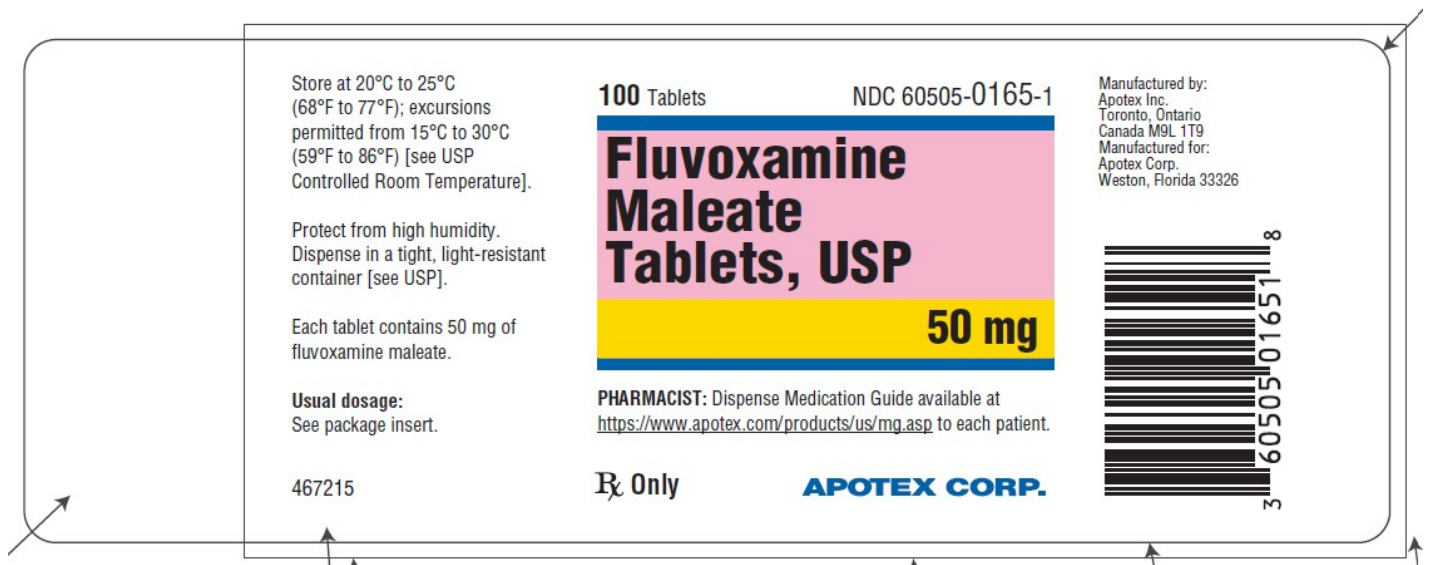 Store at 20°C to 25°C
(68°F to 77°F); excursions
permitted from 15°C to 30°C
(59°F to 86°F) [see USP
Controlled Room Temperature].
Protect from high humidity.
Dispense in a tight, light-resistant
container [see USP].
Each tablet contains 50 mg of
fluvoxamine maleate.
Usual dosage:
See package insert.
467215
100 Tablets NDC 60505-0165-1
Fluvoxamine
Maleate
Tablets, USP
50 mg
PHARMACIST: Dispense Medication Guide available at
https://www.apotex.com/products/us/mg.asp to each patient.
℞ Only APOTEX CORP.
Manufactured by:
Apotex Inc.
Toronto, Ontario
Canada M9L 1T9
Manufactured for:
Apotex Corp.
Weston, Florida 33326
3 60505 01651 8